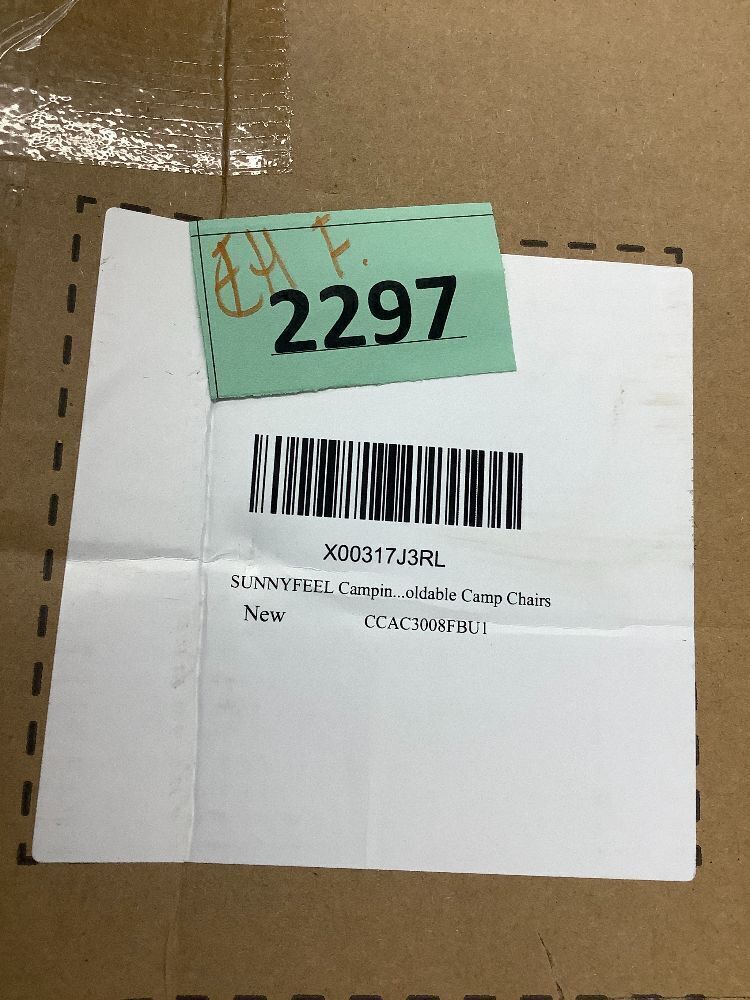 2297
X00317J3RL
SUNNYFEEL Campin...oldable Camp Chairs
New CCAC3008FBU1